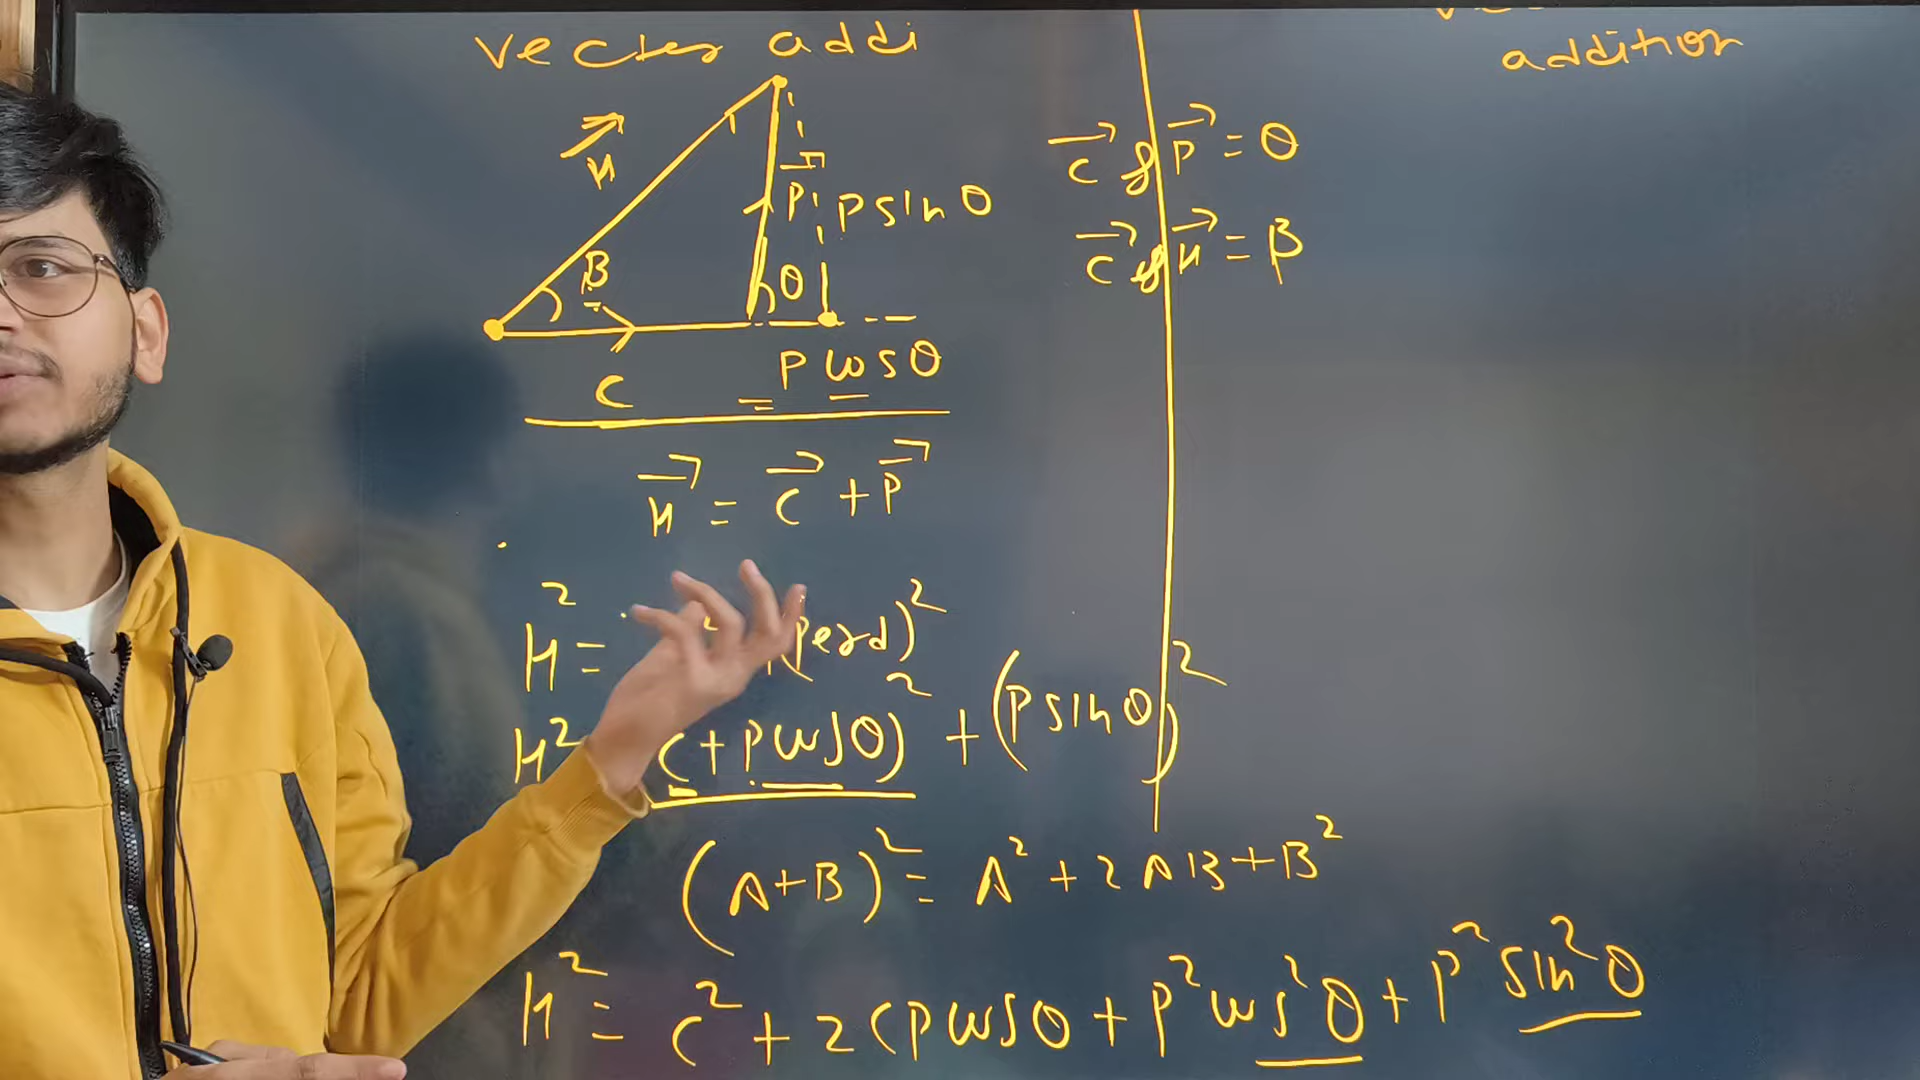 vector addi
addition
H
P
P sin θ
B
θ
P cos θ
C
C & P = θ
C & H = β
H = C + P
H² = (perd)²
H² C + P cos θ)² + (P sin θ)²
(A+B)² = A² + 2AB + B²
H² = C² + 2CP cos θ + P² cos² θ + P² sin² θ